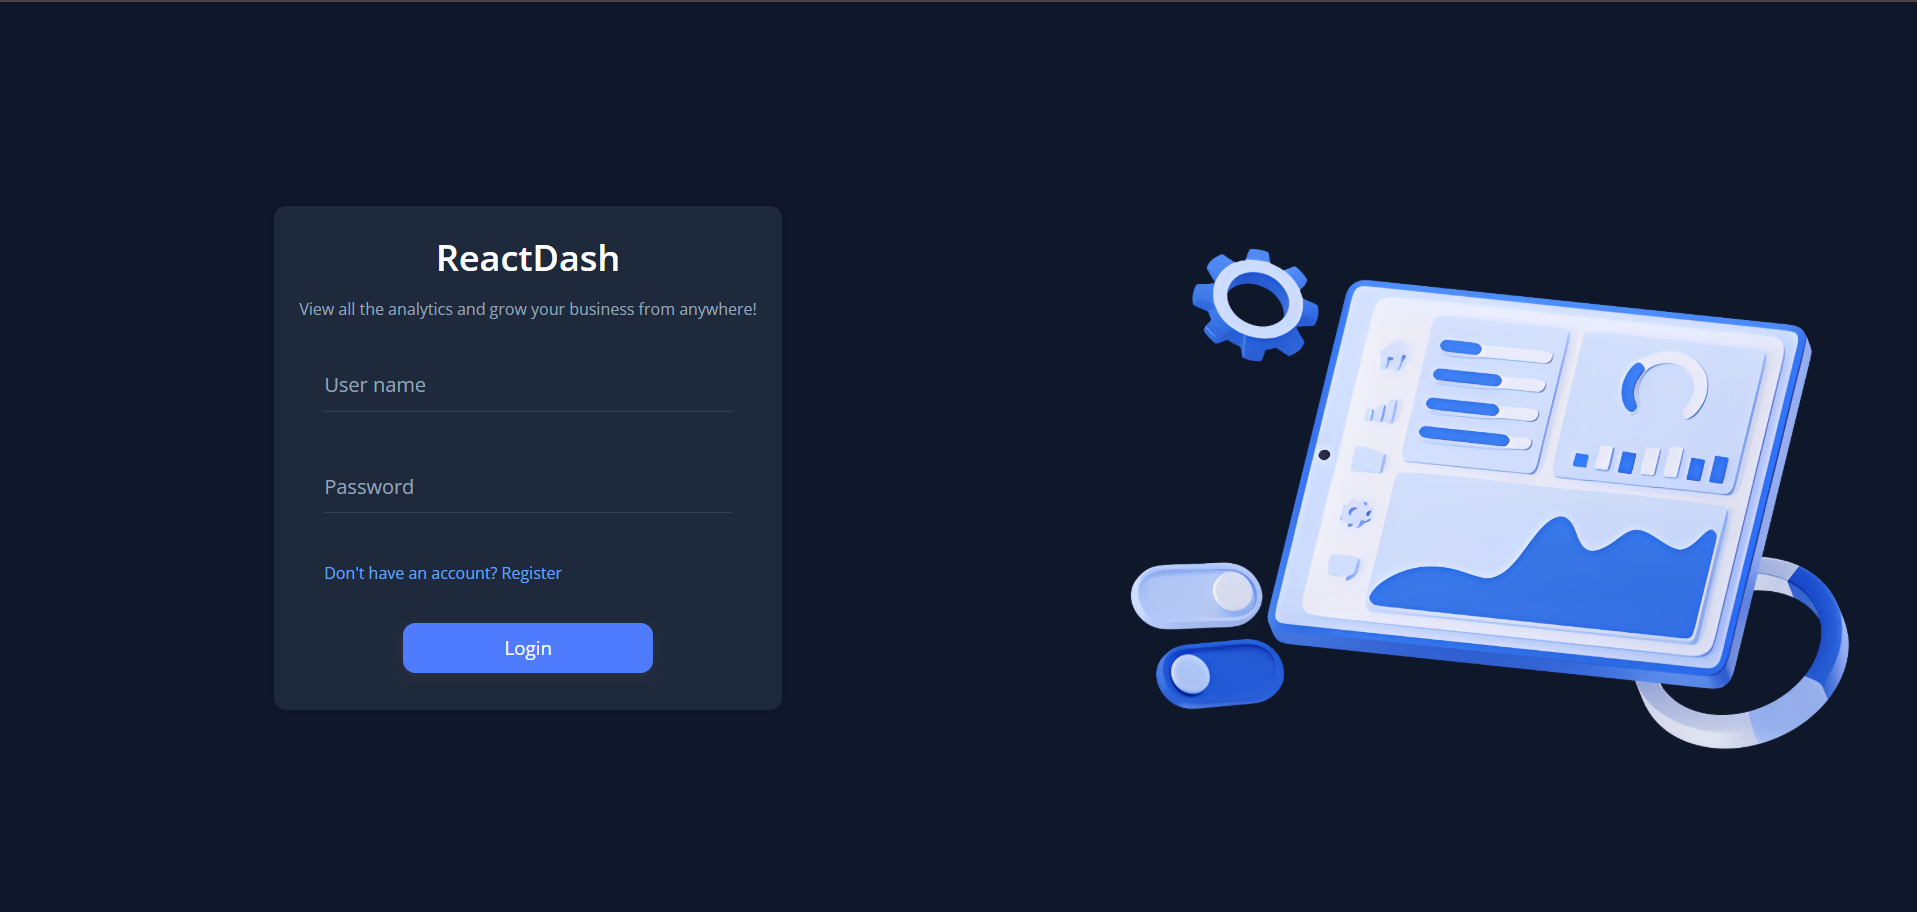 ReactDash
View all the analytics and grow your business from anywhere!
User name
Password
Don't have an account? Register
Login